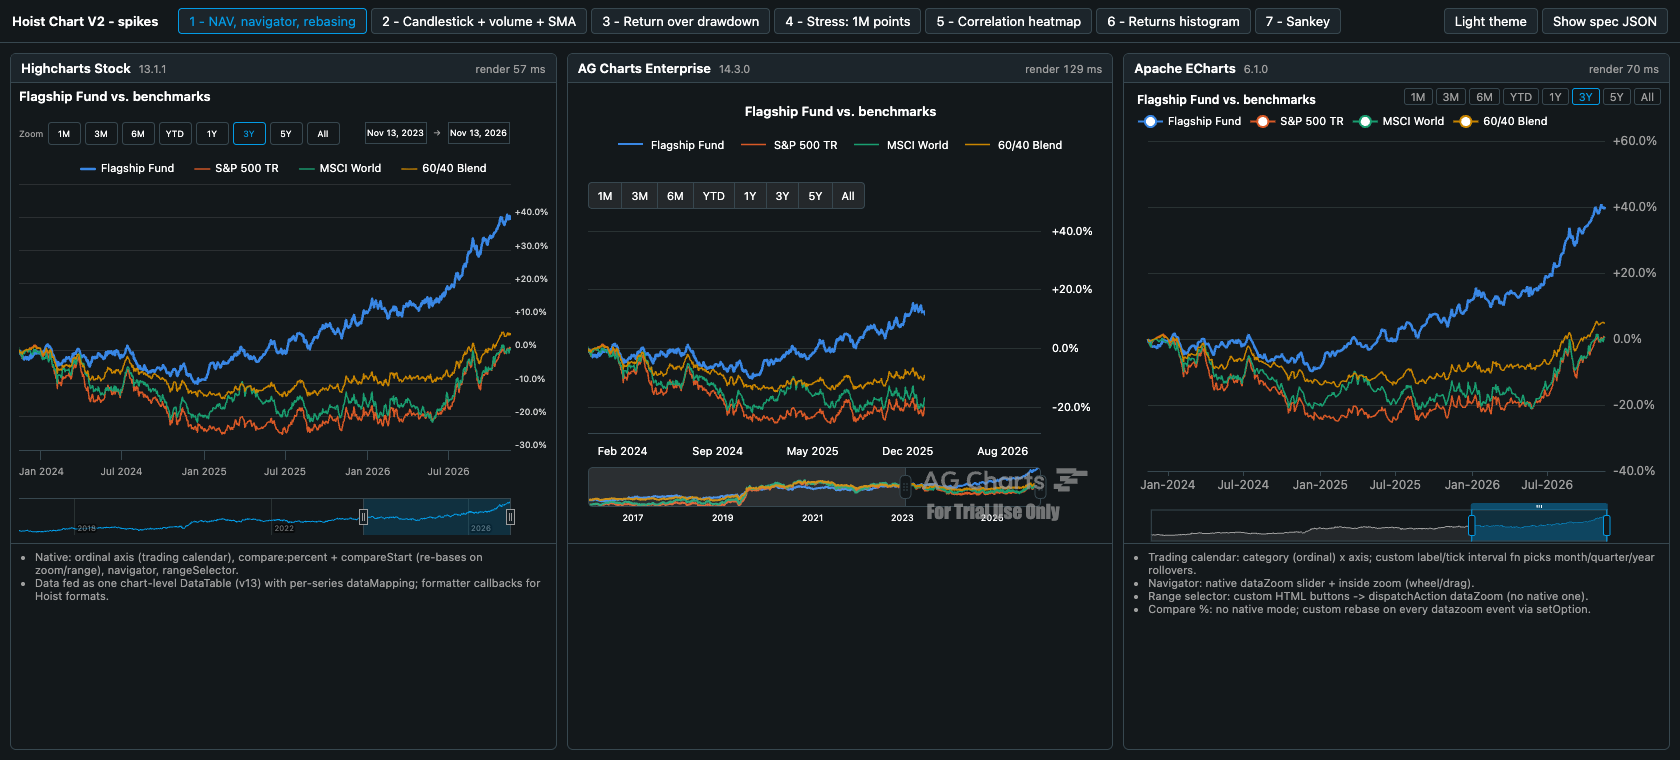 Hoist Chart V2 - spikes
1 - NAV, navigator, rebasing
2 - Candlestick + volume + SMA
3 - Return over drawdown
4 - Stress: 1M points
5 - Correlation heatmap
6 - Returns histogram
7 - Sankey
Light theme
Show spec JSON
Highcharts Stock 13.1.1
render 57 ms
Flagship Fund vs. benchmarks
Zoom 1M 3M 6M YTD 1Y 3Y 5Y All
Nov 13, 2023 → Nov 13, 2026
Flagship Fund S&P 500 TR MSCI World 60/40 Blend
+40.0%
+30.0%
+20.0%
+10.0%
0.0%
-10.0%
-20.0%
-30.0%
Jan 2024 Jul 2024 Jan 2025 Jul 2025 Jan 2026 Jul 2026
2018 2022 2026
• Native: ordinal axis (trading calendar), compare:percent + compareStart (re-bases on
zoom/range), navigator, rangeSelector.
• Data fed as one chart-level DataTable (v13) with per-series dataMapping; formatter callbacks for
Hoist formats.
AG Charts Enterprise 14.3.0
render 129 ms
Flagship Fund vs. benchmarks
Flagship Fund S&P 500 TR MSCI World 60/40 Blend
1M 3M 6M YTD 1Y 3Y 5Y All
+40.0%
+20.0%
0.0%
-20.0%
Feb 2024 Sep 2024 May 2025 Dec 2025 Aug 2026
AG Charts
For Trial Use Only
2017 2019 2021 2023 2026
Apache ECharts 6.1.0
render 70 ms
Flagship Fund vs. benchmarks
1M 3M 6M YTD 1Y 3Y 5Y All
Flagship Fund S&P 500 TR MSCI World 60/40 Blend
+60.0%
+40.0%
+20.0%
0.0%
-20.0%
-40.0%
Jan-2024 Jul-2024 Jan-2025 Jul-2025 Jan-2026 Jul-2026
• Trading calendar: category (ordinal) x axis; custom label/tick interval fn picks month/quarter/year
rollovers.
• Navigator: native dataZoom slider + inside zoom (wheel/drag).
• Range selector: custom HTML buttons -> dispatchAction dataZoom (no native one).
• Compare %: no native mode; custom rebase on every datazoom event via setOption.